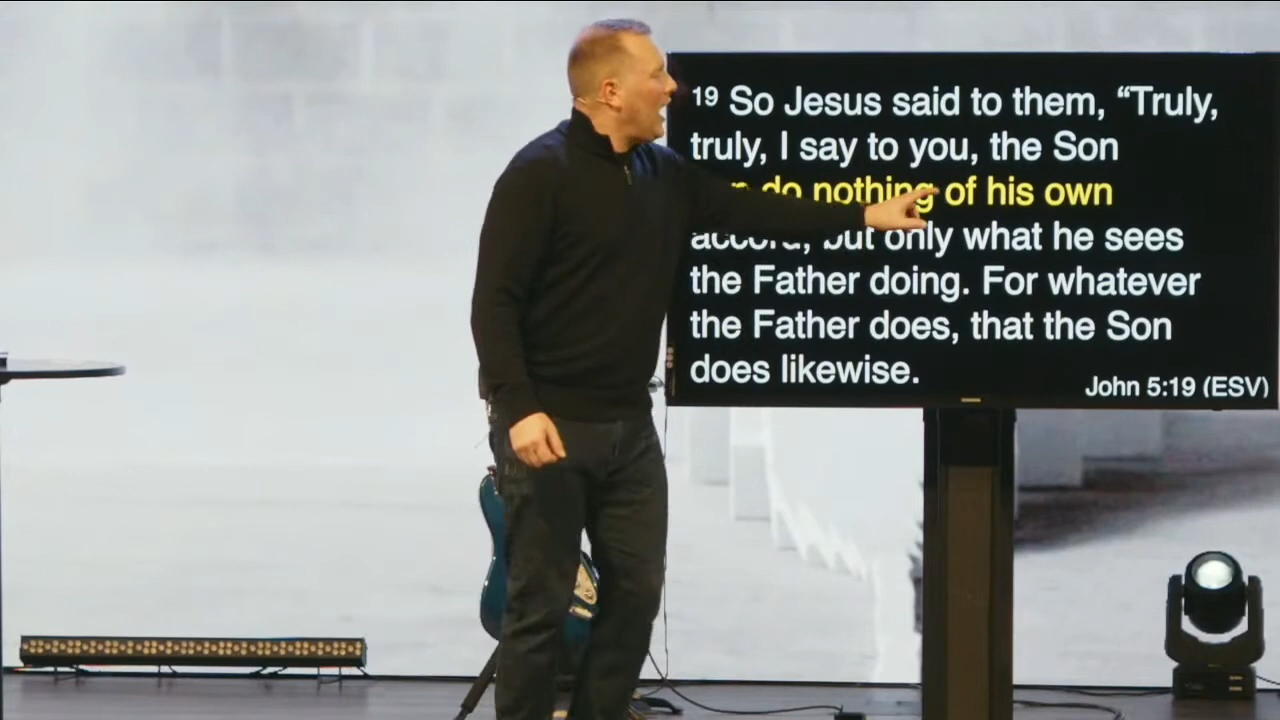 19 So Jesus said to them, “Truly,
truly, I say to you, the Son
do nothing of his own
but only what he sees
the Father doing. For whatever
the Father does, that the Son
does likewise.
John 5:19 (ESV)